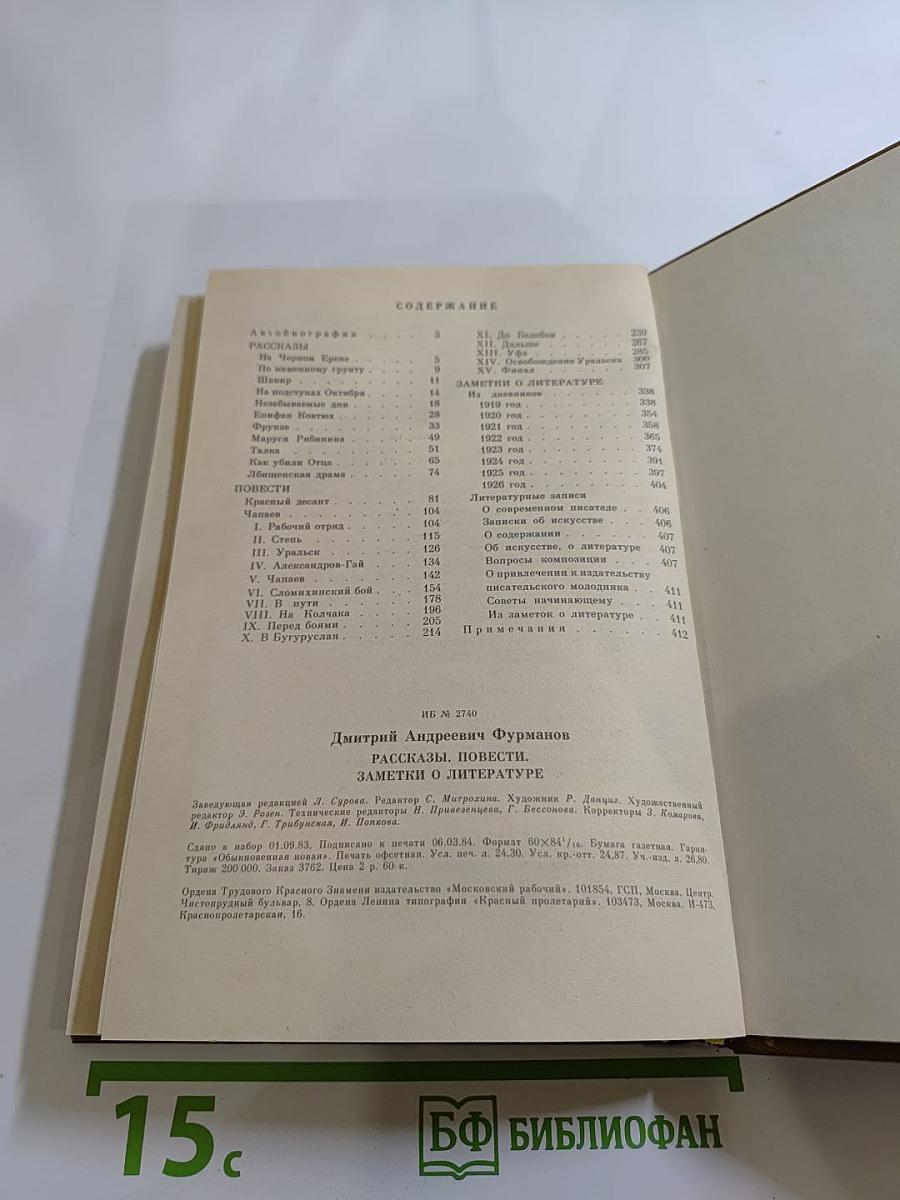 СОДЕРЖАНИЕ
Автобиография . . . . 3
РАССКАЗЫ
На Черном Ереке . . . . . 5
По каменному грунту . . . . 9
Шакир . . . . . . . . . 11
На подступах Октября . . . . 14
Незабываемые дни . . . . . 18
Епифан Ковтюх . . . . . . 28
Фрунзе . . . . . . . . . 33
Маруся Рябинина . . . . . 49
Талка . . . . . . . . . 51
Как убили Отца . . . . . . 65
Лбищенская драма . . . . . 74
ПОВЕСТИ
Красный десант . . . . . . 81
Чапаев . . . . . . . . . 104
I. Рабочий отряд . . . . . 104
II. Степь . . . . . . . 115
III. Уральск . . . . . . 126
IV. Александров-Гай . . . 134
V. Чапаев . . . . . . . 142
VI. Сломихинский бой . . . . 154
VII. В пути . . . . . . . 178
VIII. На Колчака . . . . . 196
IX. Перед боями . . . . . 205
X. В Бугуруслан . . . . . 214
XI. До Белебея . . . . . . 239
XII. Дальше . . . . . . . 267
XIII. Уфа . . . . . . . . 285
XIV. Освобождение Уральска 300
XV. Финал . . . . . . . 307
ЗАМЕТКИ О ЛИТЕРАТУРЕ
Из дневников . . . . . . . 338
1919 год . . . . . . . . 338
1920 год . . . . . . . . 354
1921 год . . . . . . . . 358
1922 год . . . . . . . . 365
1923 год . . . . . . . . 374
1924 год . . . . . . . . 391
1925 год . . . . . . . . 397
1926 год . . . . . . . . 404
Литературные записи
О современном писателе . . 406
Записки об искусстве . . . 406
О содержании . . . . . . 407
Об искусстве, о литературе . 407
Вопросы композиции . . . 407
О привлечении к издательству
писательского молодняка . . 411
Советы начинающему . . . 411
Из заметок о литературе . . 411
Примечания . . . . . . 412
ИБ № 2740
Дмитрий Андреевич Фурманов
РАССКАЗЫ. ПОВЕСТИ.
ЗАМЕТКИ О ЛИТЕРАТУРЕ
Заведующая редакцией Л. Сурова. Редактор С. Митрохина. Художник Р. Данциг. Художественный
редактор Э. Розен. Технические редакторы Н. Привезенцева, Г. Бессонова. Корректоры З. Комарова,
И. Фридлянд, Г. Трибунская, И. Попкова.
Сдано в набор 01.09.83. Подписано к печати 06.03.84. Формат 60×84¹/₁₆. Бумага газетная. Гарни-
тура «Обыкновенная новая». Печать офсетная. Усл. печ. л. 24,30. Усл. кр.-отт. 24,87. Уч.-изд. л. 26,80.
Тираж 200 000. Заказ 3762. Цена 2 р. 60 к.
Ордена Трудового Красного Знамени издательство «Московский рабочий». 101854, ГСП, Москва, Центр,
Чистопрудный бульвар, 8. Ордена Ленина типография «Красный пролетарий». 103473, Москва, И-473,
Краснопролетарская, 16.
15 с
БФ БИБЛИОФАН